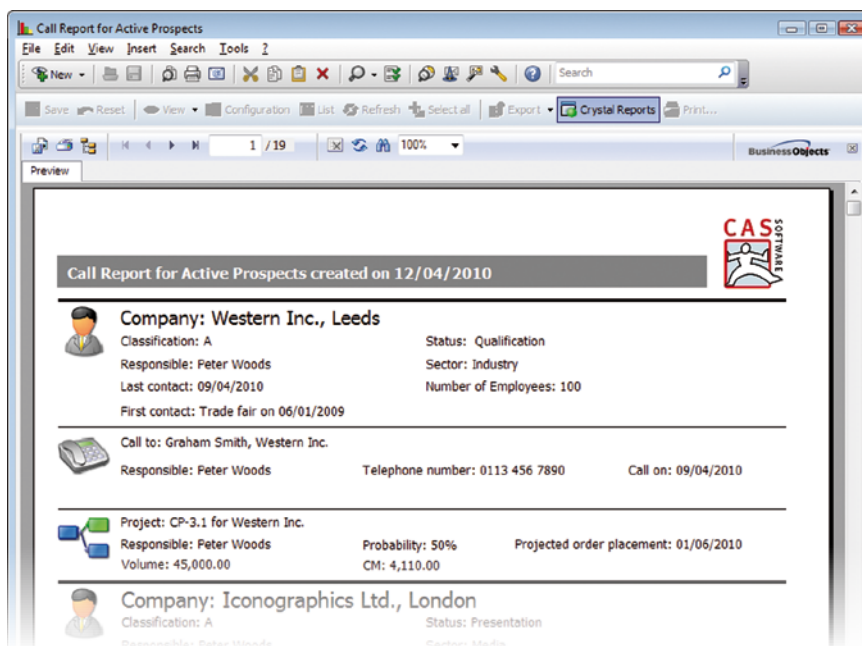 Call Report for Active Prospects
File Edit View Insert Search Tools ?
New Search
Save Reset View Configuration List Refresh Select all Export Crystal Reports Print...
1 /19 100% BusinessObjects
Preview
CAS SOFTWARE
Call Report for Active Prospects created on 12/04/2010
Company: Western Inc., Leeds
Classification: A Status: Qualification
Responsible: Peter Woods Sector: Industry
Last contact: 09/04/2010 Number of Employees: 100
First contact: Trade fair on 06/01/2009
Call to: Graham Smith, Western Inc.
Responsible: Peter Woods Telephone number: 0113 456 7890 Call on: 09/04/2010
Project: CP-3.1 for Western Inc.
Responsible: Peter Woods Probability: 50% Projected order placement: 01/06/2010
Volume: 45,000.00 CM: 4,110.00
Company: Iconographics Ltd., London
Classification: A Status: Presentation
Responsible: Peter Woods Sector: Media